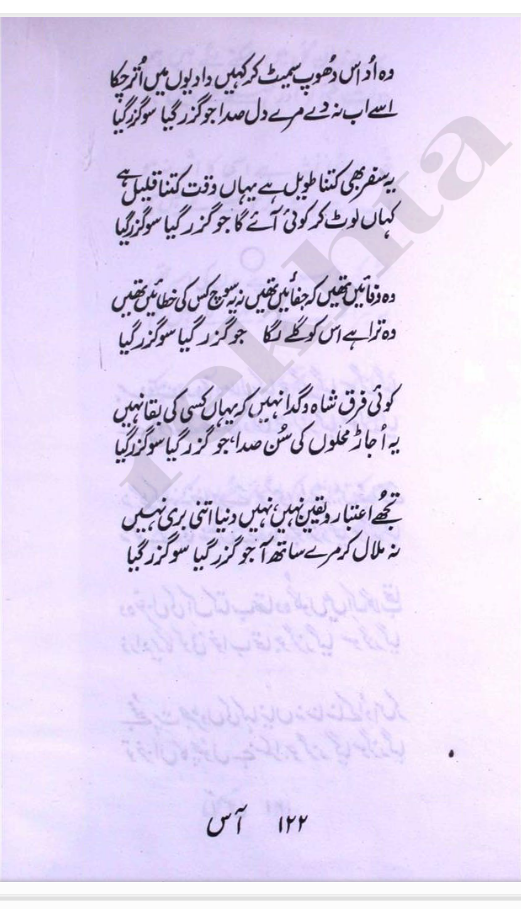 وہ اُداس دُھوپ سمیٹ کر کہیں وادیوں میں اُتر چکا
اسے اب نہ دے مرے دل صدا جو گزر گیا سو گزر گیا
یہ سفر بھی کتنا طویل ہے یہاں وقت کتنا قلیل ہے
کہاں لوٹ کر کوئی آئے گا جو گزر گیا سو گزر گیا
وہ وفائیں تھیں کہ جفائیں تھیں نہ یہ سوچ کس کی خطائیں تھیں
وہ ترا ہے اس کو گلے لگا جو گزر گیا سو گزر گیا
کوئی فرق شاہ و گدا نہیں کہ یہاں کسی کی بقا نہیں
یہ اُجاڑ محلوں کی سُن صدا، جو گزر گیا سو گزر گیا
تجھے اعتبار و یقین نہیں، نہیں دنیا اتنی بری نہیں
نہ ملال کر مرے ساتھ آ جو گزر گیا سو گزر گیا
۱۲۲ آس
rekhta